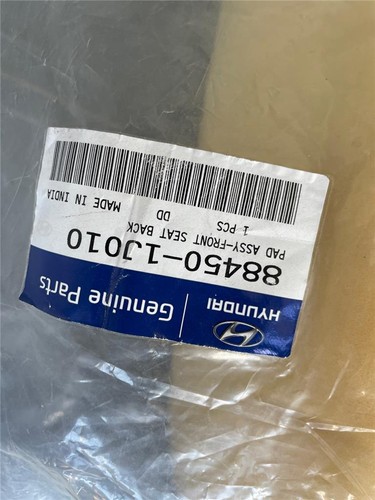 HYUNDAI Genuine Parts
88450-1J010
PAD ASSY-FRONT SEAT BACK
1 PCS DD MADE IN INDIA